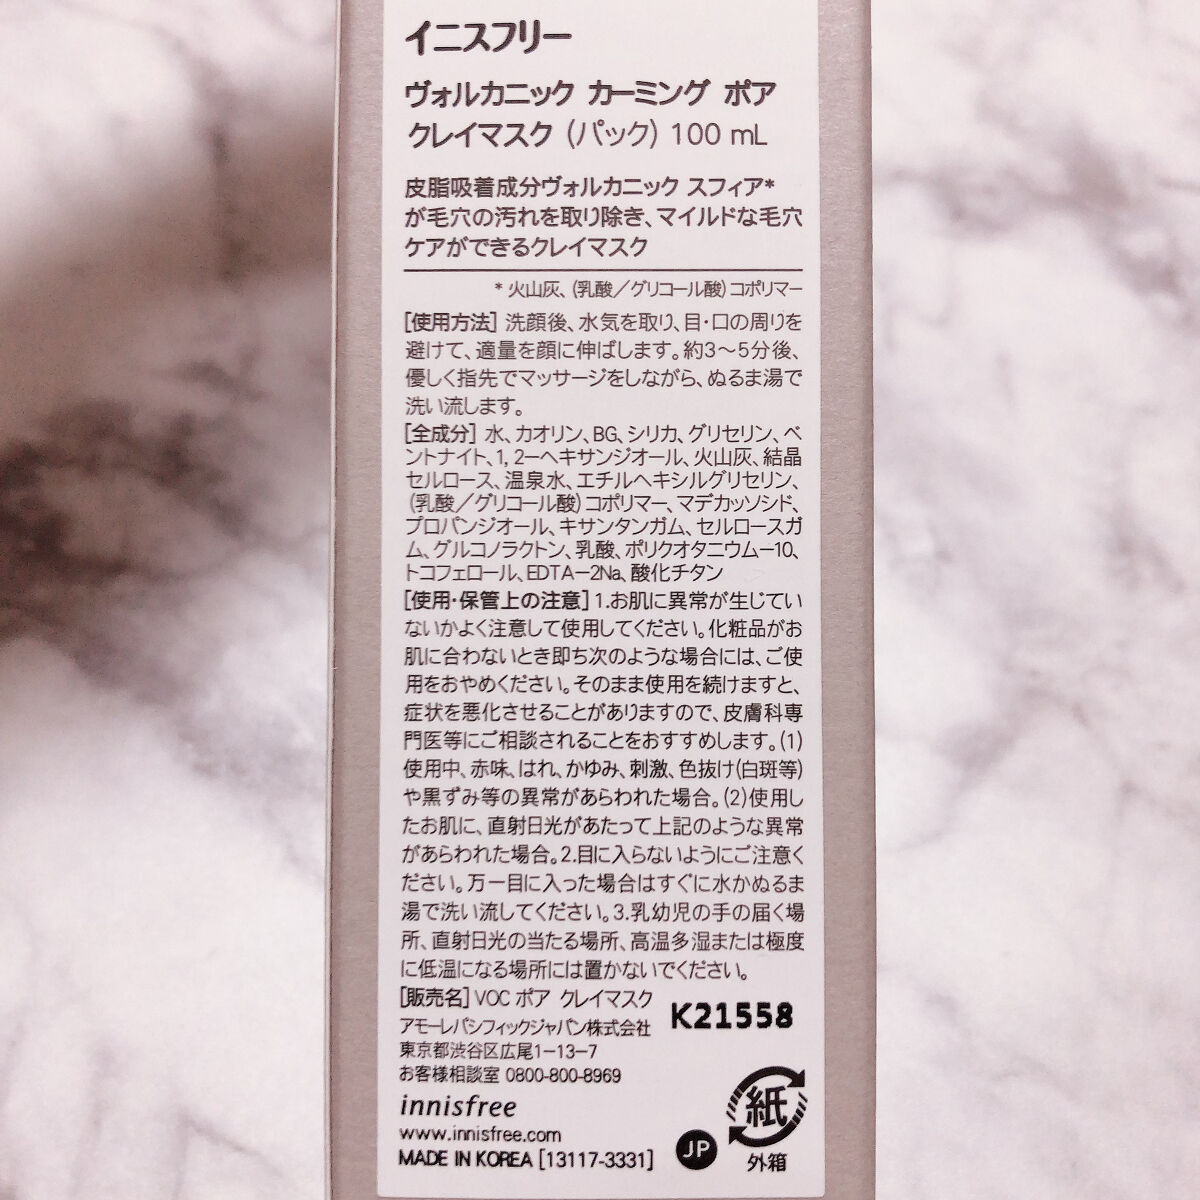 イニスフリー
ヴォルカニック カーミング ポア
クレイマスク (パック) 100 mL
皮脂吸着成分ヴォルカニック スフィア*
が毛穴の汚れを取り除き、マイルドな毛穴
ケアができるクレイマスク
* 火山灰、(乳酸／グリコール酸)コポリマー
[使用方法] 洗顔後、水気を取り、目・口の周りを
避けて、適量を顔に伸ばします。約3～5分後、
優しく指先でマッサージをしながら、ぬるま湯で
洗い流します。
[全成分] 水、カオリン、BG、シリカ、グリセリン、ベ
ントナイト、1, 2ーヘキサンジオール、火山灰、結晶
セルロース、温泉水、エチルヘキシルグリセリン、
(乳酸／グリコール酸)コポリマー、マデカッソシド、
プロパンジオール、キサンタンガム、セルロースガ
ム、グルコノラクトン、乳酸、ポリクオタニウムー10、
トコフェロール、EDTAー2Na、酸化チタン
[使用・保管上の注意] 1.お肌に異常が生じてい
ないかよく注意して使用してください。化粧品がお
肌に合わないとき即ち次のような場合には、ご使
用をおやめください。そのまま使用を続けますと、
症状を悪化させることがありますので、皮膚科専
門医等にご相談されることをおすすめします。(1)
使用中、赤味、はれ、かゆみ、刺激、色抜け(白斑等)
や黒ずみ等の異常があらわれた場合。(2)使用し
たお肌に、直射日光があたって上記のような異常
があらわれた場合。2.目に入らないようにご注意く
ださい。万一目に入った場合はすぐに水かぬるま
湯で洗い流してください。3.乳幼児の手の届く場
所、直射日光の当たる場所、高温多湿または極度
に低温になる場所には置かないでください。
[販売名] VOC ポア クレイマスク
K21558
アモーレパシフィックジャパン株式会社
東京都渋谷区広尾1ー13ー7
お客様相談室 0800-800-8969
innisfree
www.innisfree.com
MADE IN KOREA [13117-3331]
JP
紙
外箱